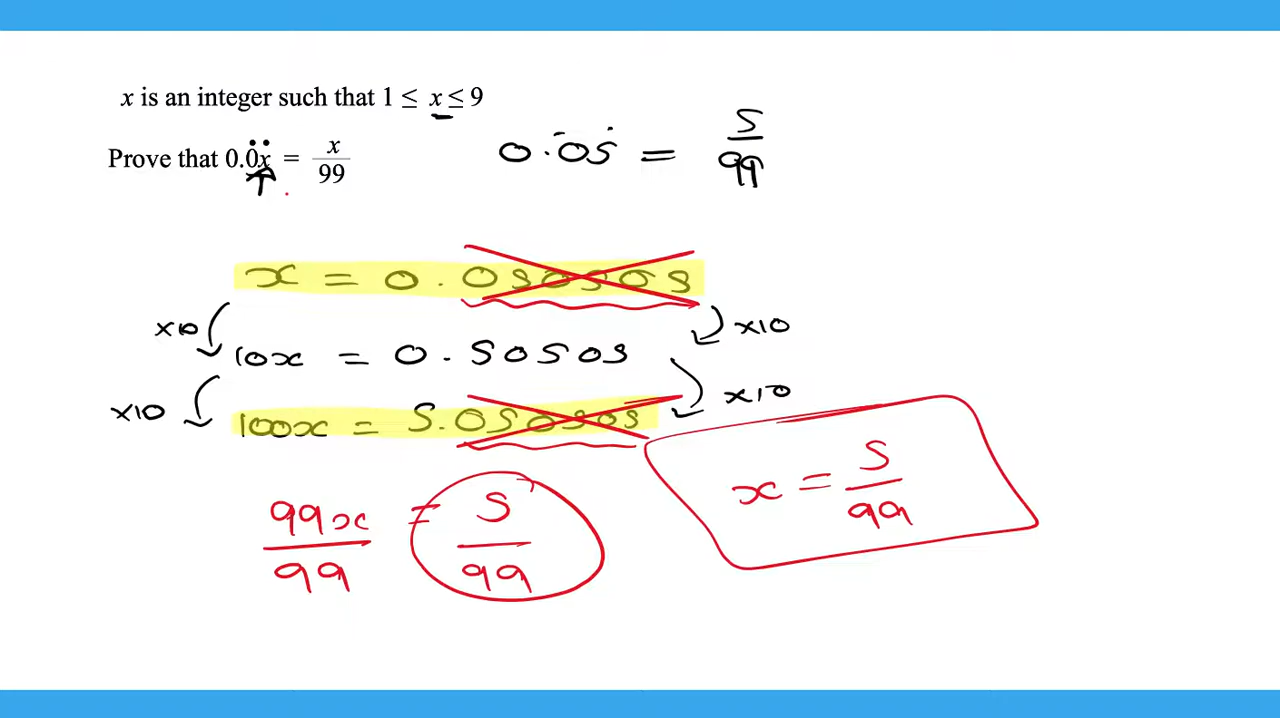 x is an integer such that 1 ≤ x ≤ 9
Prove that 0.0̇ẋ = x/99
0.0̇5̇ = 5/99
x = 0.050505
×10 ×10
10x = 0.50505
×10 ×10
100x = 5.050505
99x/99 = 5/99
x = 5/99